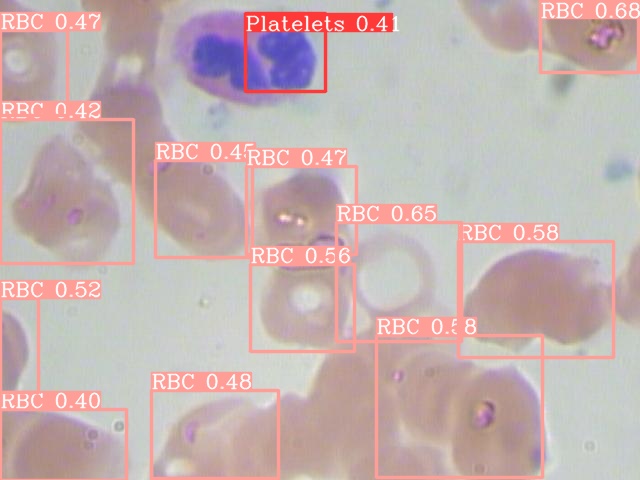 RBC 0.47
Platelets 0.41
RBC 0.68
RBC 0.42
RBC 0.45
RBC 0.47
RBC 0.65
RBC 0.58
RBC 0.56
RBC 0.52
RBC 0.58
RBC 0.48
RBC 0.40